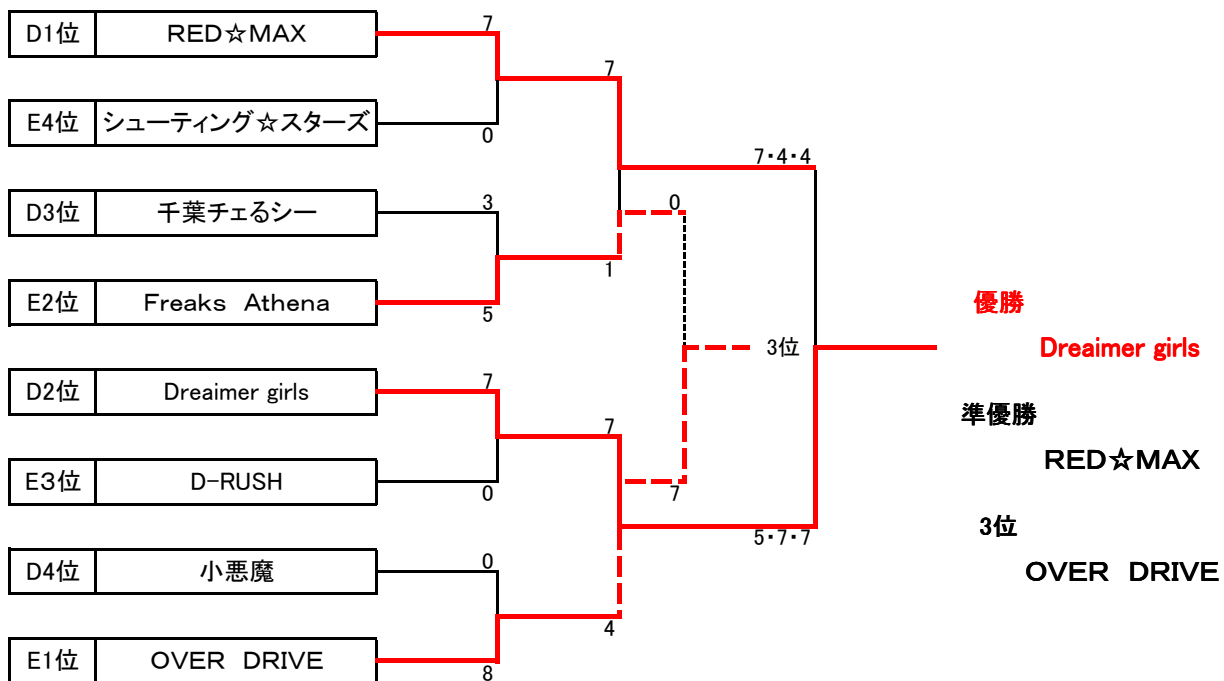 7
D1位 RED☆MAX
7
E4位 シューティング☆スターズ
0
7・4・4
D3位 千葉チェるシー
3
0
1
E2位 Freaks Athena
5
優勝
3位
Dreaimer girls
D2位 Dreaimer girls
7
準優勝
7
RED☆MAX
E3位 D-RUSH
0
7
3位
5・7・7
D4位 小悪魔
0
OVER DRIVE
4
E1位 OVER DRIVE
8